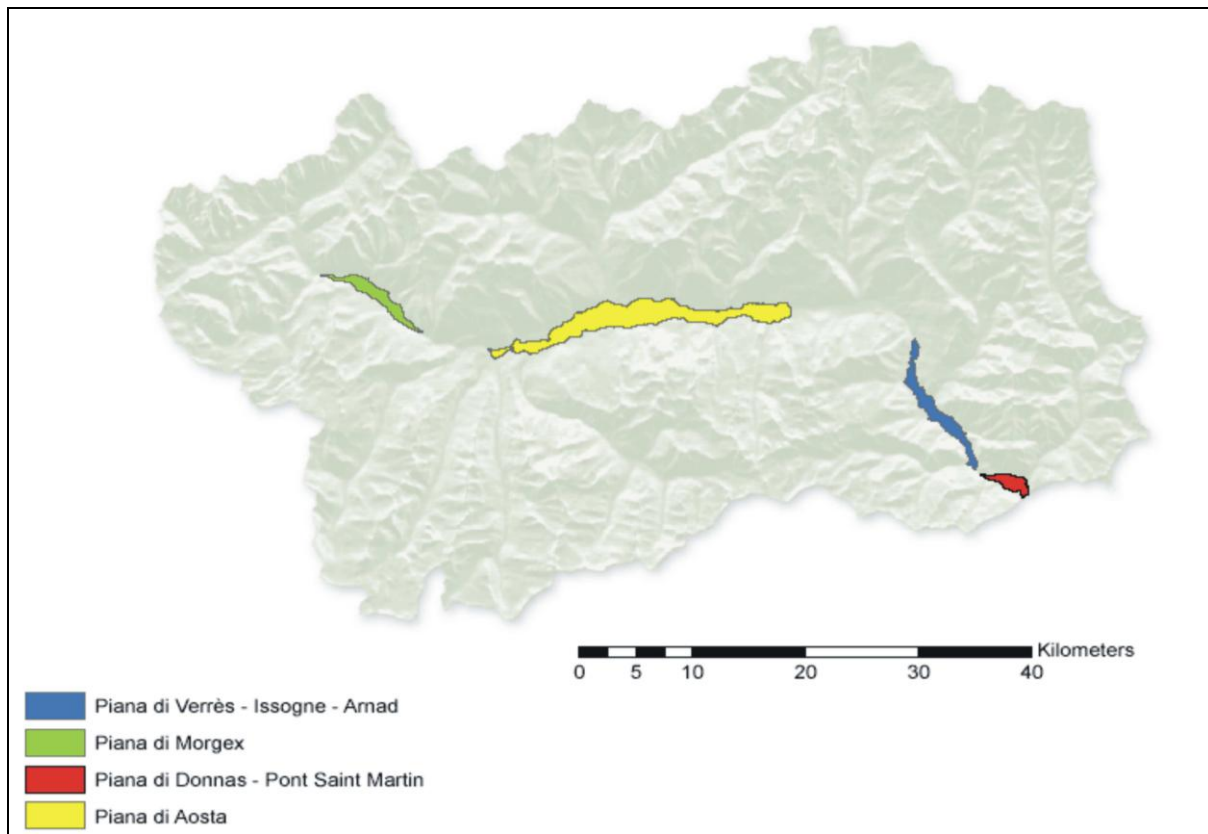 Kilometers
0 5 10 20 30 40
Piana di Verrès - Issogne - Arnad
Piana di Morgex
Piana di Donnas - Pont Saint Martin
Piana di Aosta